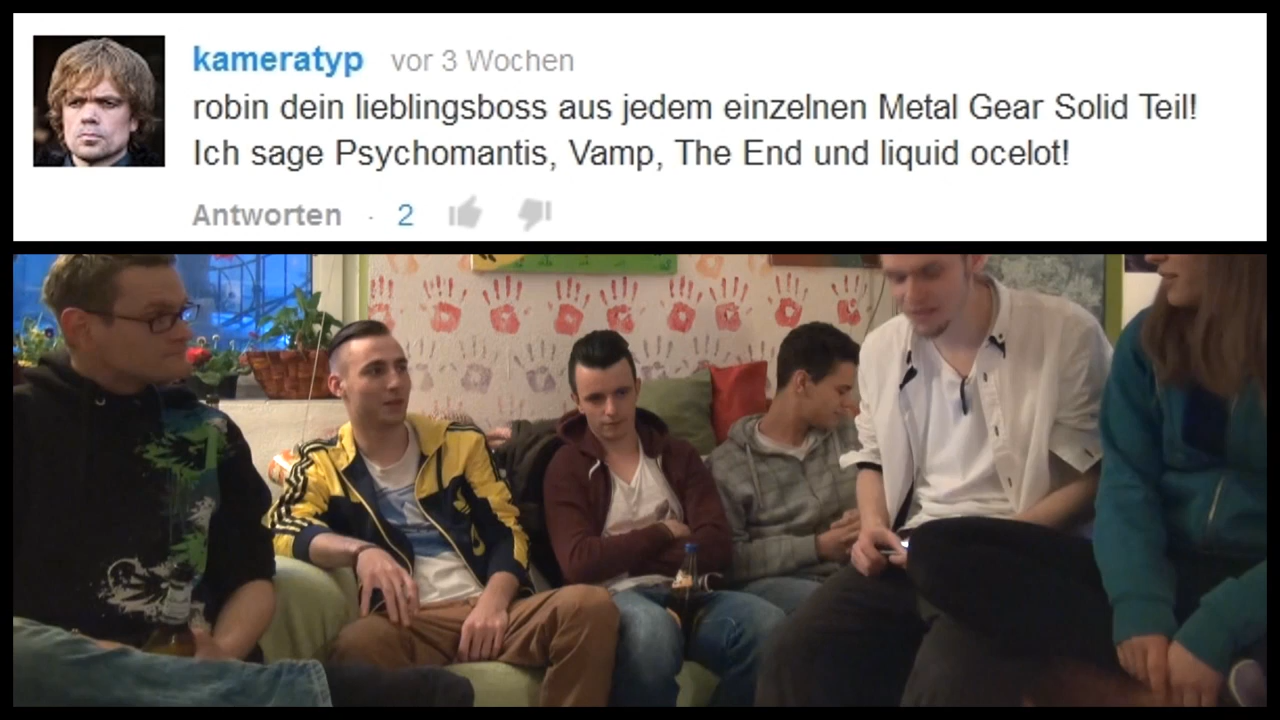 kameratyp vor 3 Wochen
robin dein lieblingsboss aus jedem einzelnen Metal Gear Solid Teil!
Ich sage Psychomantis, Vamp, The End und liquid ocelot!
Antworten · 2